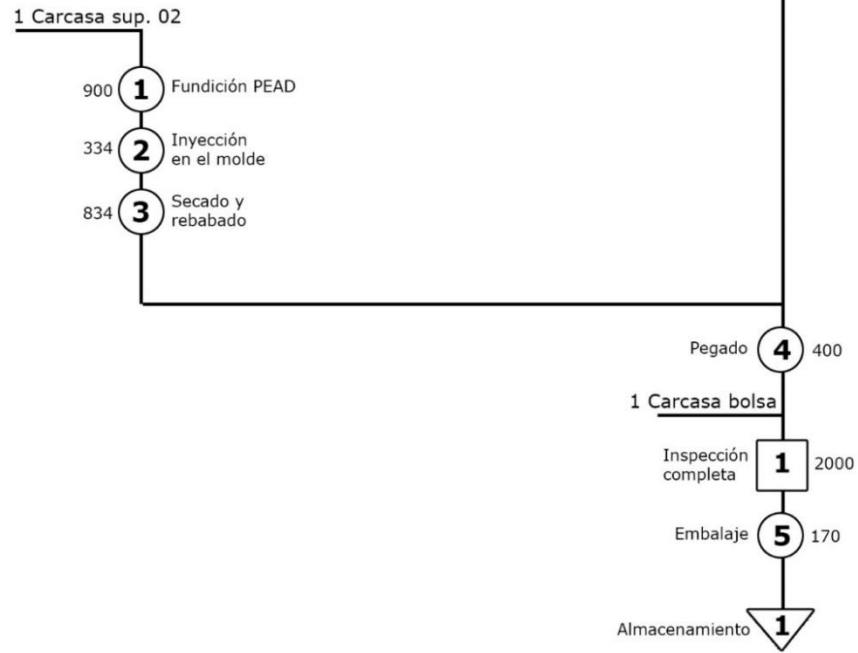 1 Carcasa sup. 02
900 1 Fundición PEAD
334 2 Inyección
en el molde
834 3 Secado y
rebabado
Pegado 4 400
1 Carcasa bolsa
Inspección
completa 1 2000
Embalaje 5 170
Almacenamiento 1